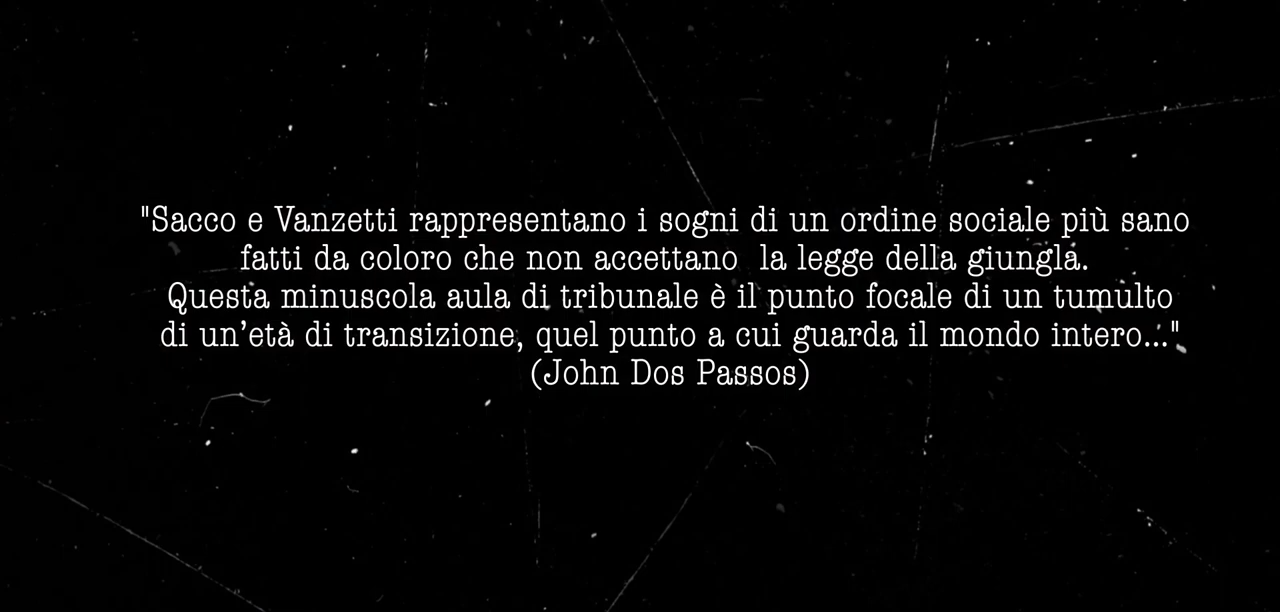 "Sacco e Vanzetti rappresentano i sogni di un ordine sociale più sano
fatti da coloro che non accettano  la legge della giungla.
Questa minuscola aula di tribunale è il punto focale di un tumulto
di un’età di transizione, quel punto a cui guarda il mondo intero..."
(John Dos Passos)